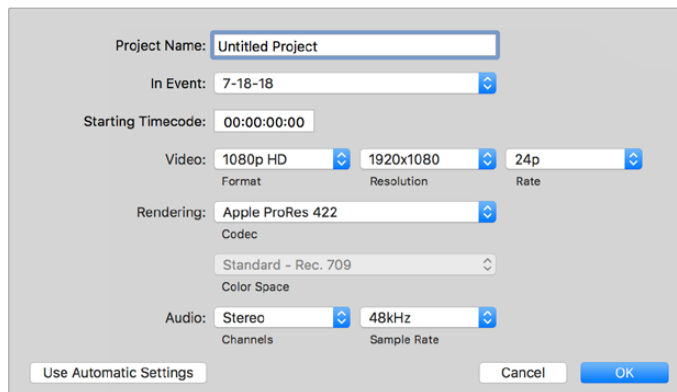 Project Name: Untitled Project
In Event: 7-18-18
Starting Timecode: 00:00:00:00
Video: 1080p HD 1920x1080 24p
Format Resolution Rate
Rendering: Apple ProRes 422
Codec
Standard - Rec. 709
Color Space
Audio: Stereo 48kHz
Channels Sample Rate
Use Automatic Settings Cancel OK